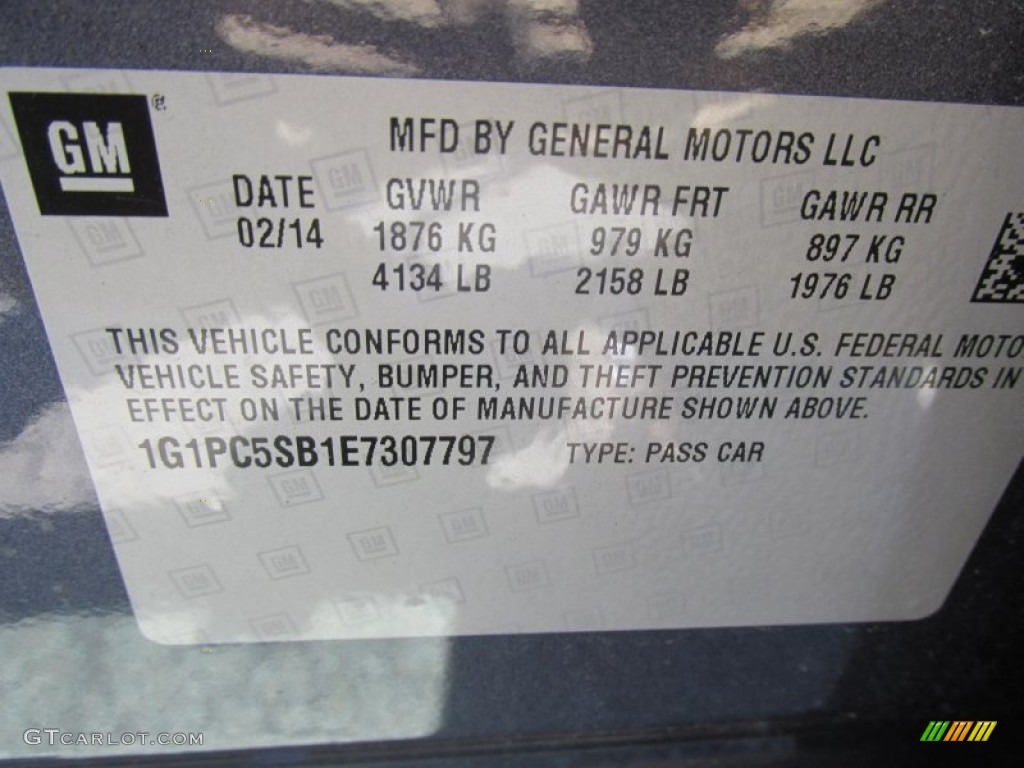 GM ®
MFD BY GENERAL MOTORS LLC
DATE GVWR GAWR FRT GAWR RR
02/14 1876 KG 979 KG 897 KG
4134 LB 2158 LB 1976 LB
THIS VEHICLE CONFORMS TO ALL APPLICABLE U.S. FEDERAL MOTO
VEHICLE SAFETY, BUMPER, AND THEFT PREVENTION STANDARDS IN
EFFECT ON THE DATE OF MANUFACTURE SHOWN ABOVE.
1G1PC5SB1E7307797 TYPE: PASS CAR
GTCARLOT.COM